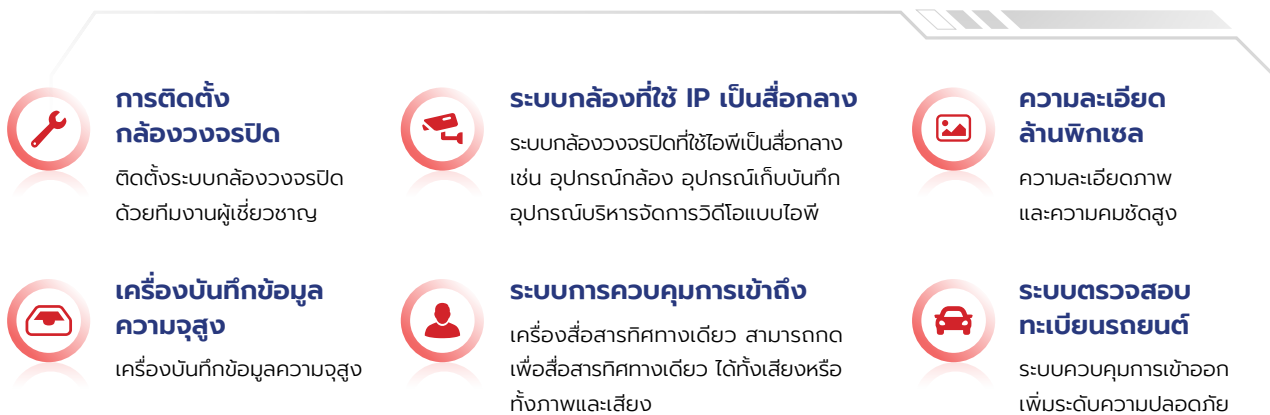 การติดตั้ง
กล้องวงจรปิด
ติดตั้งระบบกล้องวงจรปิด
ด้วยทีมงานผู้เชี่ยวชาญ
ระบบกล้องที่ใช้ IP เป็นสื่อกลาง
ระบบกล้องวงจรปิดที่ใช้ไอพีเป็นสื่อกลาง
เช่น อุปกรณ์กล้อง อุปกรณ์เก็บบันทึก
อุปกรณ์บริหารจัดการวิดีโอแบบไอพี
ความละเอียด
ล้านพิกเซล
ความละเอียดภาพ
และความคมชัดสูง
เครื่องบันทึกข้อมูล
ความจุสูง
เครื่องบันทึกข้อมูลความจุสูง
ระบบการควบคุมการเข้าถึง
เครื่องสื่อสารทิศทางเดียว สามารถกด
เพื่อสื่อสารทิศทางเดียว ได้ทั้งเสียงหรือ
ทั้งภาพและเสียง
ระบบตรวจสอบ
ทะเบียนรถยนต์
ระบบควบคุมการเข้าออก
เพิ่มระดับความปลอดภัย